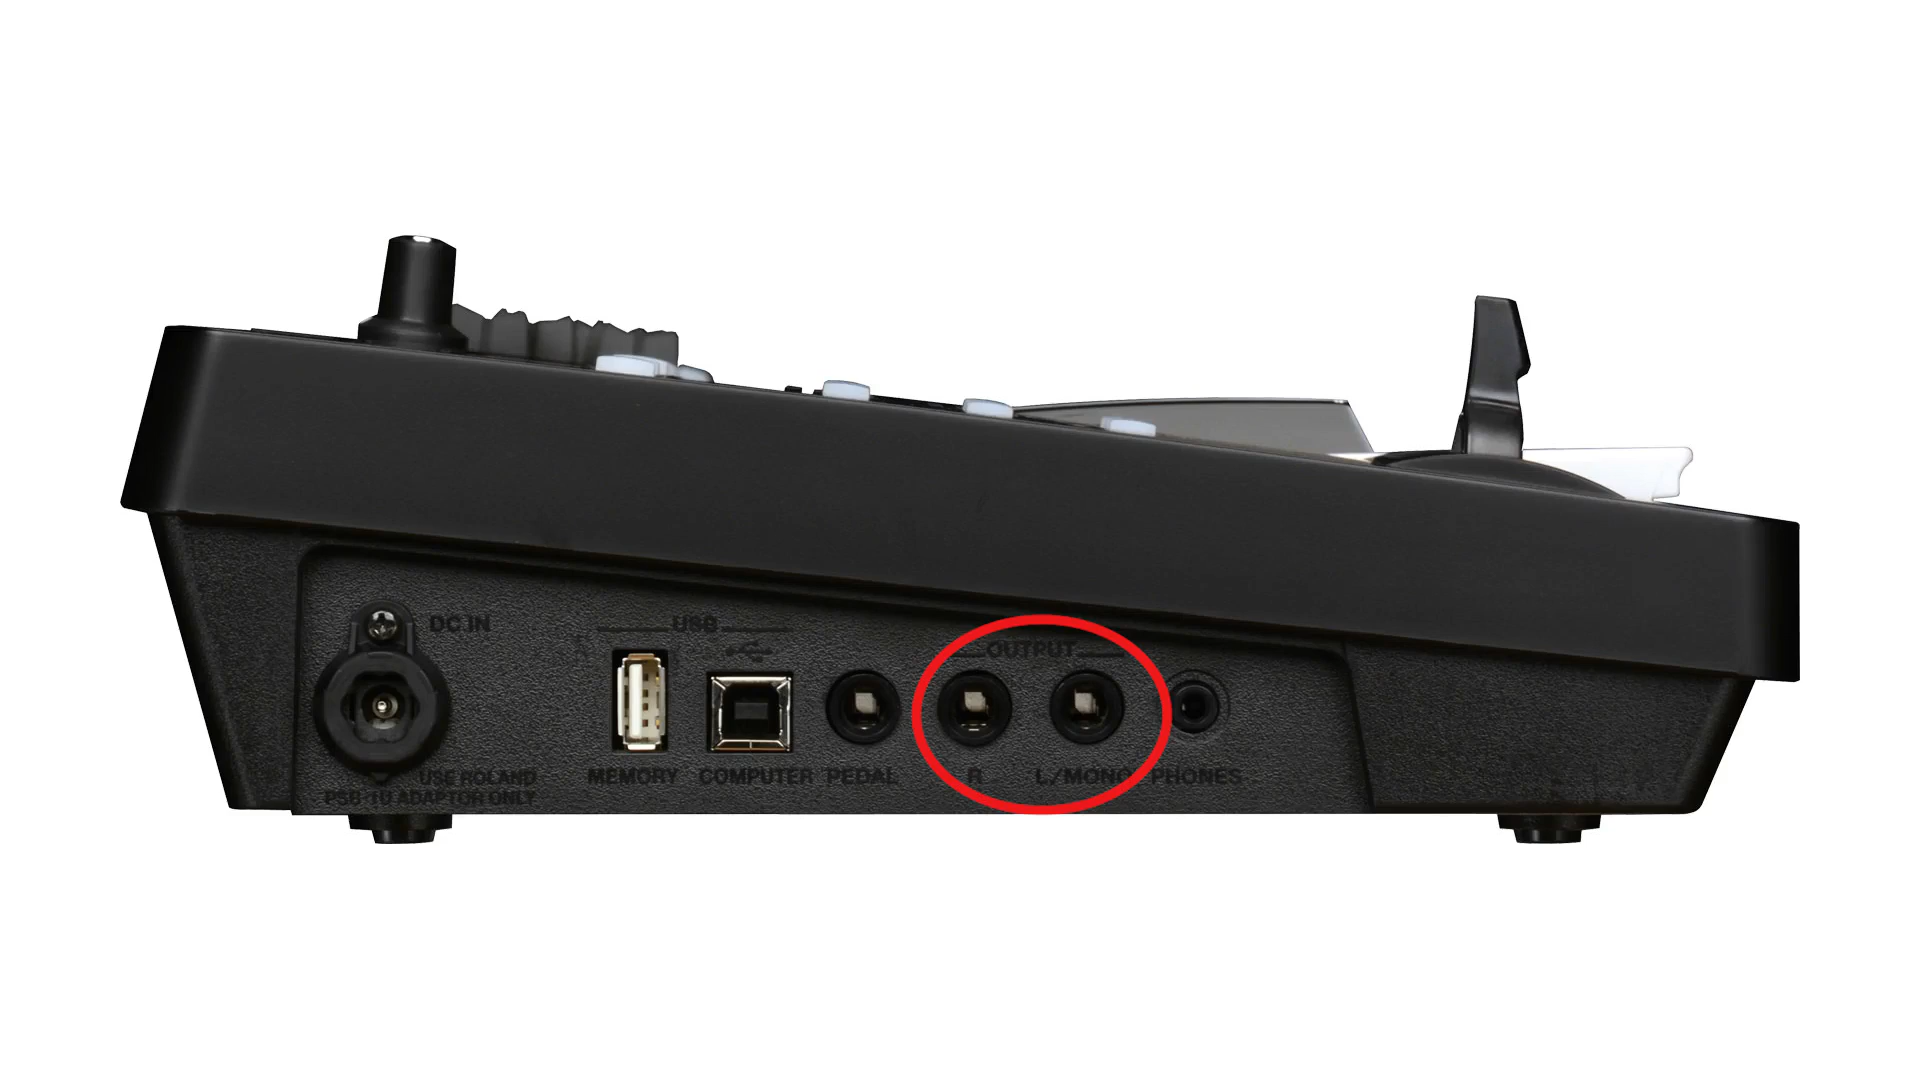 DC IN
USB
OUTPUT
MEMORY
COMPUTER
PEDAL
R
L/MONO
PHONES
USE ROLAND
PSB-1U ADAPTOR ONLY